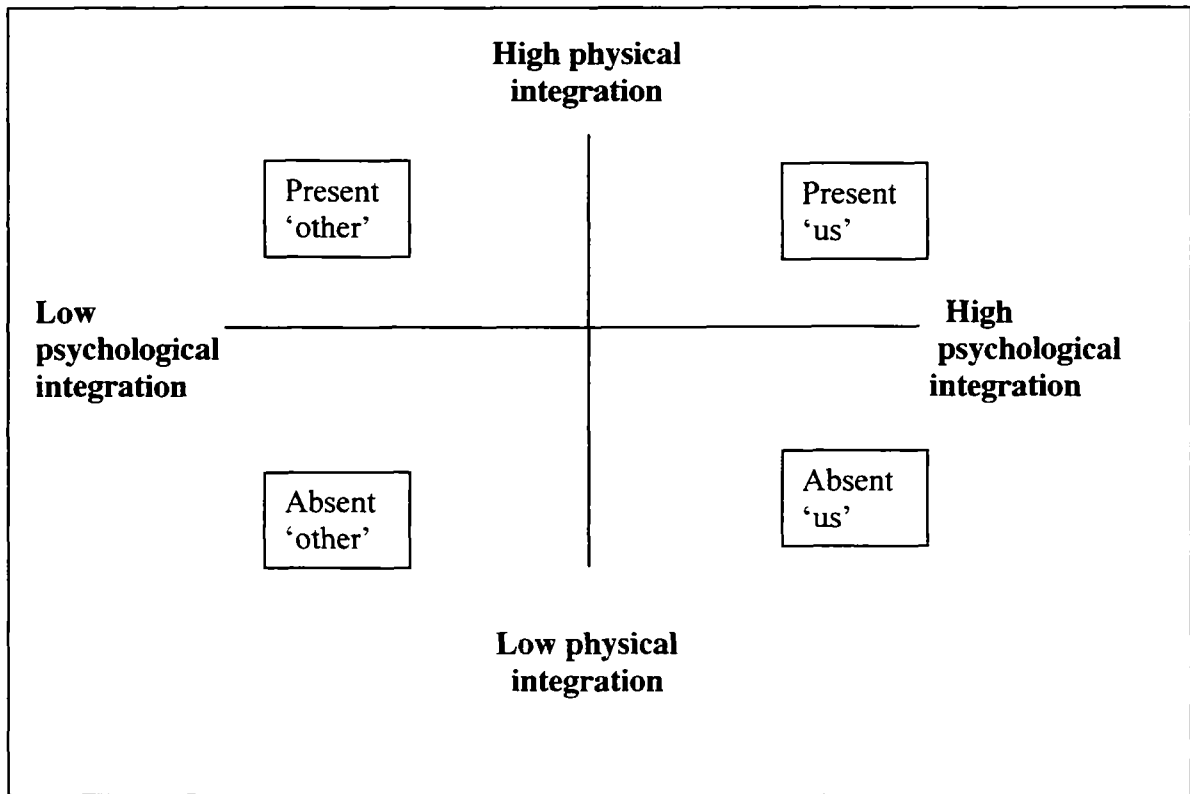 High physical
integration
Present
‘other’
Present
‘us’
Low
psychological
integration
High
psychological
integration
Absent
‘other’
Absent
‘us’
Low physical
integration